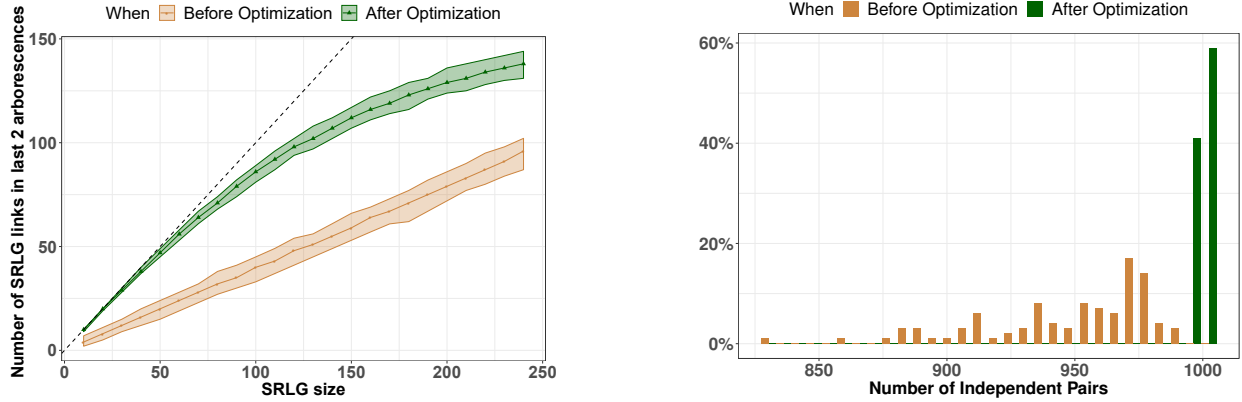 When Before Optimization After Optimization
Number of SRLG links in last 2 arborescences
150
100
50
0
0 50 100 150 200 250
SRLG size
When Before Optimization After Optimization
60%
40%
20%
0%
850 900 950 1000
Number of Independent Pairs